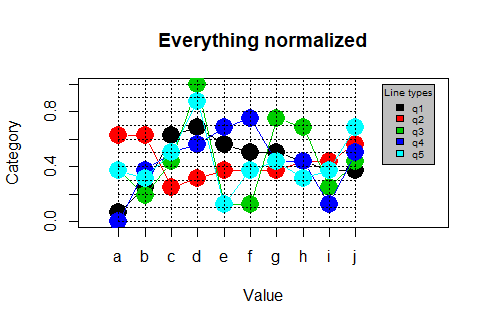 Everything normalized
Line types
q1
q2
q3
q4
q5
Category
0.8
0.4
0.0
a b c d e f g h i j
Value